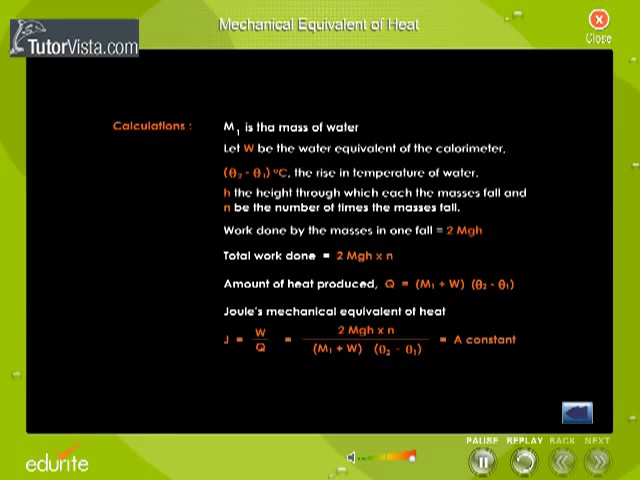 Mechanical Equivalent of Heat
Close
TutorVista.com
Calculations :
M₁ is tha mass of water
Let W be the water equivalent of the calorimeter,
(θ₂ - θ₁) °C, the rise in temperature of water.
h the height through which each the masses fall and
n be the number of times the masses fall.
Work done by the masses in one fall = 2 Mgh
Total work done = 2 Mgh x n
Amount of heat produced, Q = (M₁ + W) (θ₂ - θ₁)
Joule's mechanical equivalent of heat
J = W / Q = 2 Mgh x n / (M₁ + W) (θ₂ - θ₁) = A constant
PAUSE REPLAY BACK NEXT
edurite